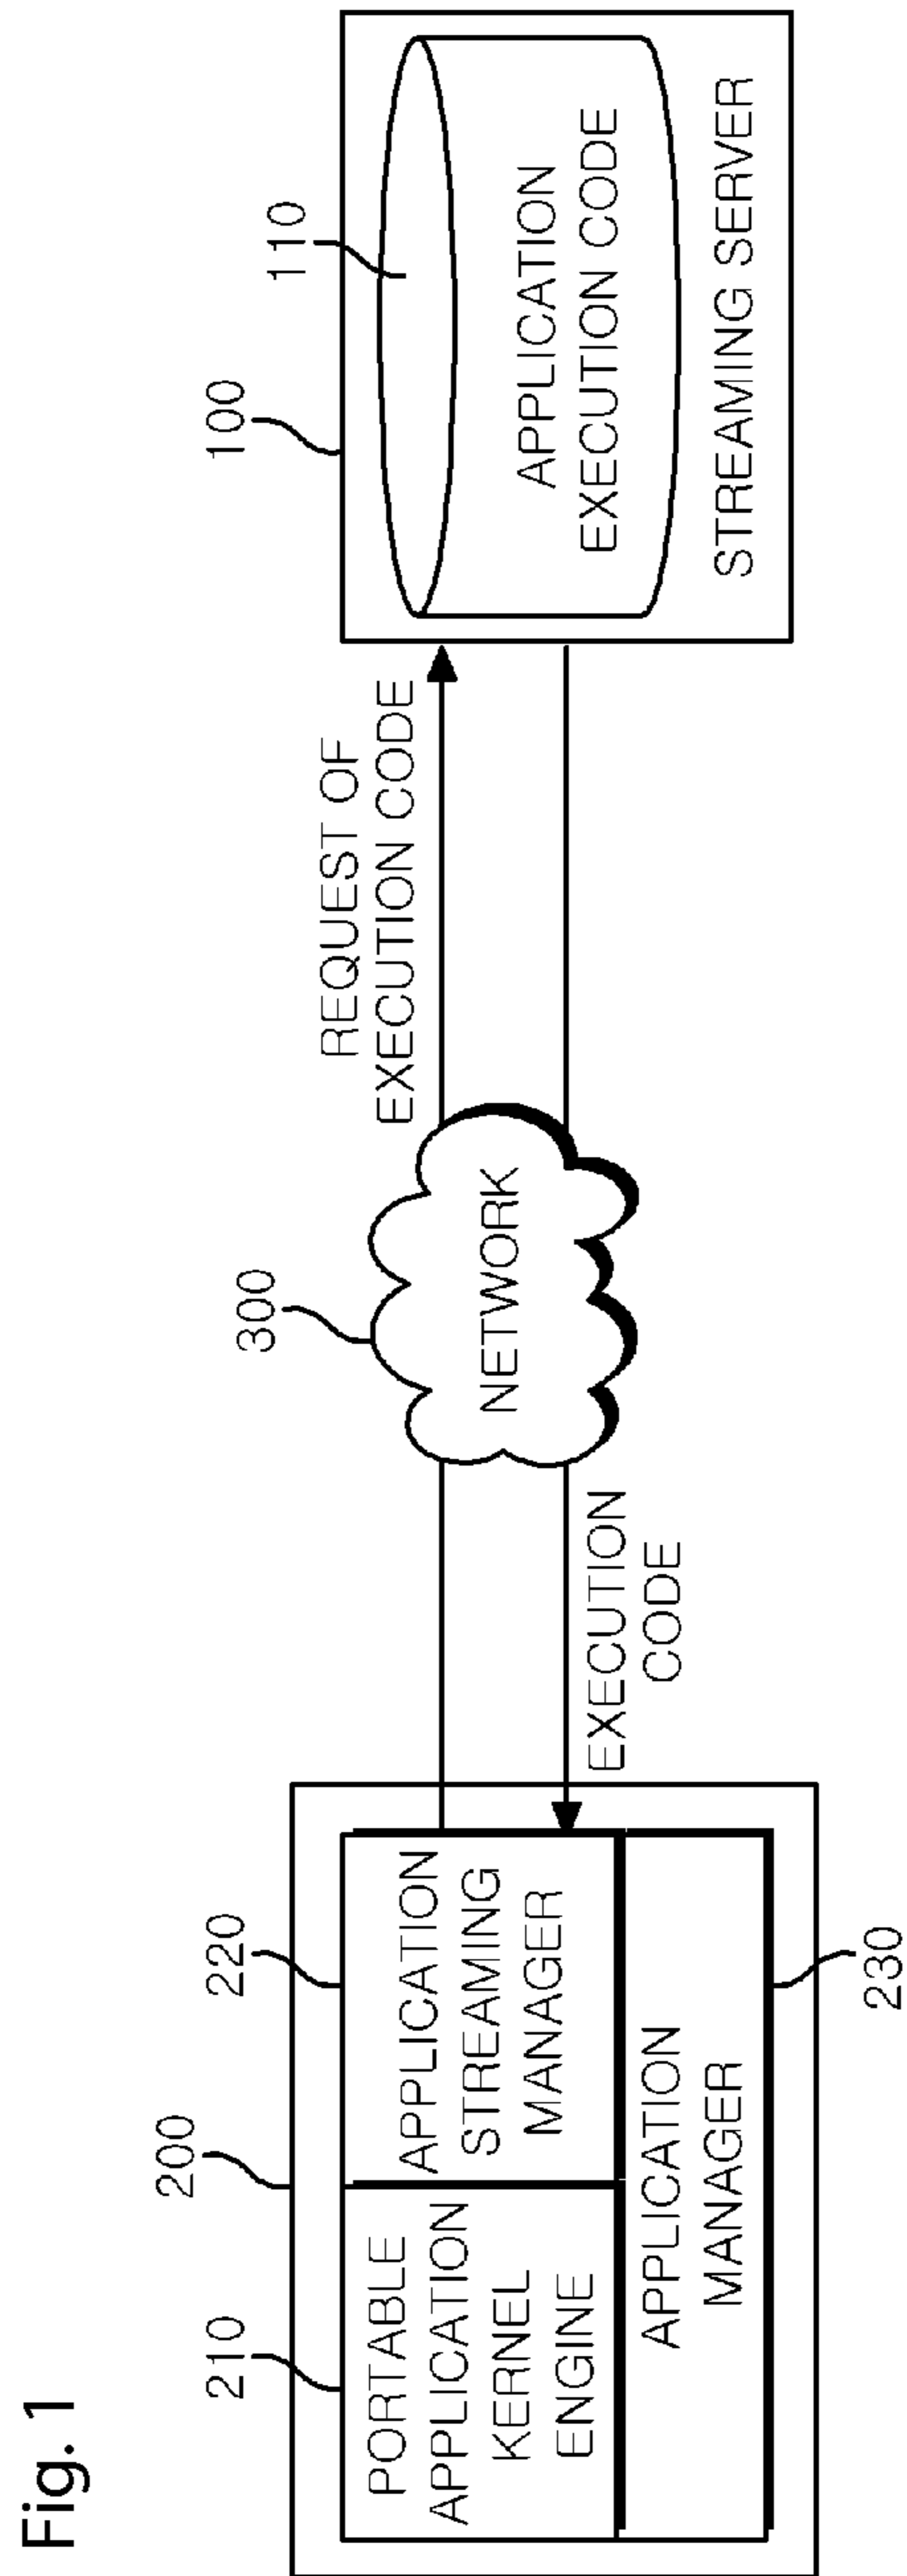 Fig. 1
200
210
220
PORTABLE
APPLICATION
KERNEL
ENGINE
APPLICATION
STREAMING
MANAGER
APPLICATION
MANAGER
230
EXECUTION
CODE
300
NETWORK
REQUEST OF
EXECUTION CODE
100
110
APPLICATION
EXECUTION CODE
STREAMING SERVER